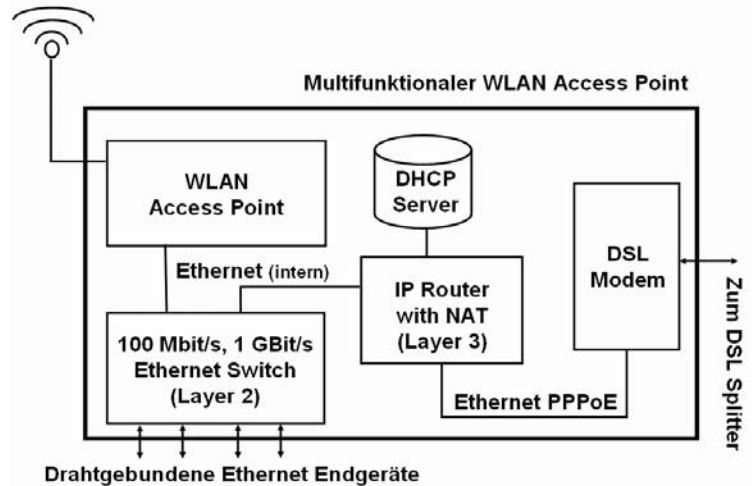 Multifunktionaler WLAN Access Point
WLAN
Access Point
DHCP
Server
DSL
Modem
Ethernet (intern)
IP Router
with NAT
(Layer 3)
100 Mbit/s, 1 GBit/s
Ethernet Switch
(Layer 2)
Ethernet PPPoE
Zum DSL Splitter
Drahtgebundene Ethernet Endgeräte